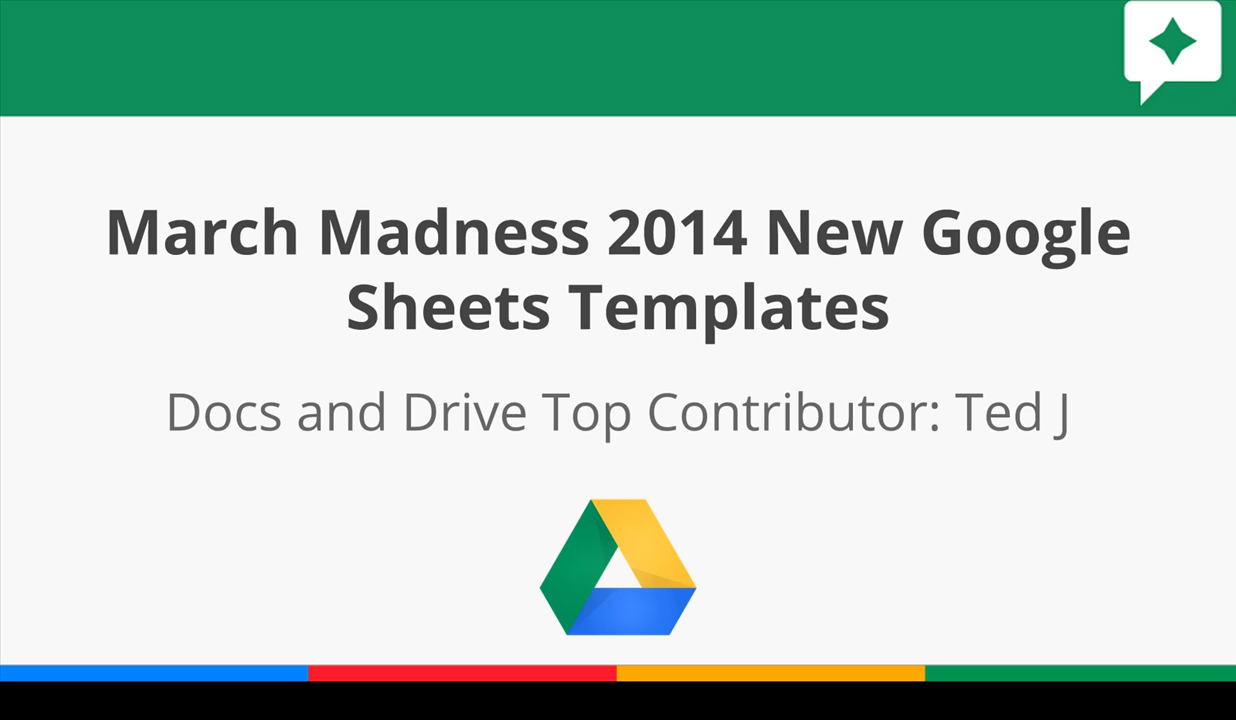 March Madness 2014 New Google
Sheets Templates
Docs and Drive Top Contributor: Ted J